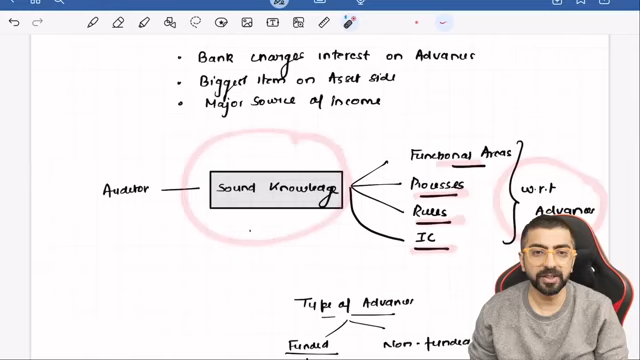 • Bank charges interest on Advances
• Biggest item on Asset side
• Major Source of income
Functional Areas
Auditor Sound Knowledge Processes
w.r.t
Rules Advances
IC
Type of Advances
Funded Non-funded